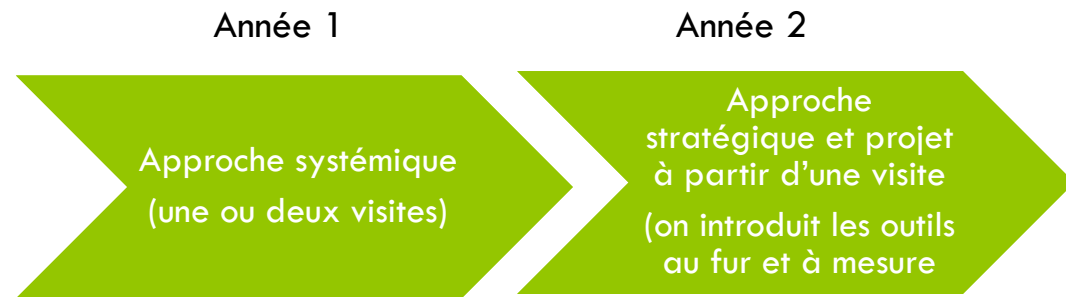 Année 1
Année 2
Approche systémique
(une ou deux visites)
Approche
stratégique et projet
à partir d’une visite
(on introduit les outils
au fur et à mesure